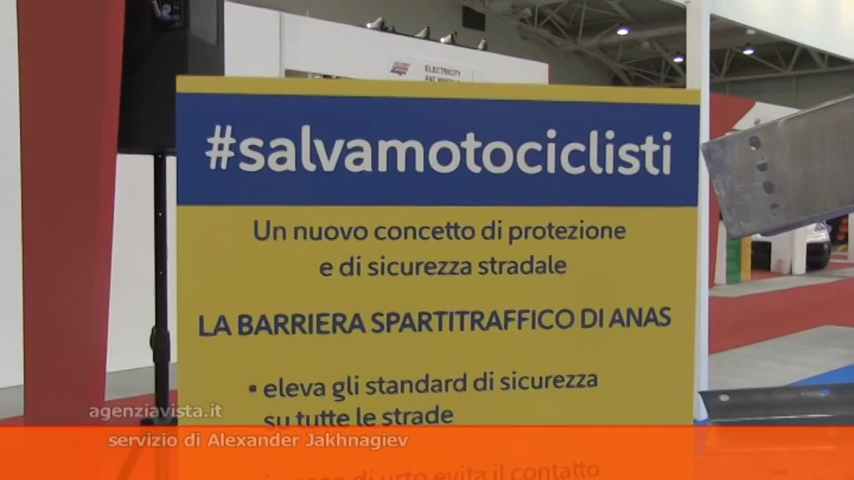 ELECTRICITY
#salvamotociclisti
Un nuovo concetto di protezione
e di sicurezza stradale
LA BARRIERA SPARTITRAFFICO DI ANAS
• eleva gli standard di sicurezza
su tutte le strade
di urto evita il contatto
agenziavista.it
servizio di Alexander Jakhnagiev